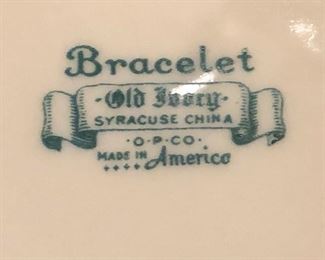 Bracelet
·Old Ivory·
SYRACUSE CHINA
·O·P·CO·
MADE IN America